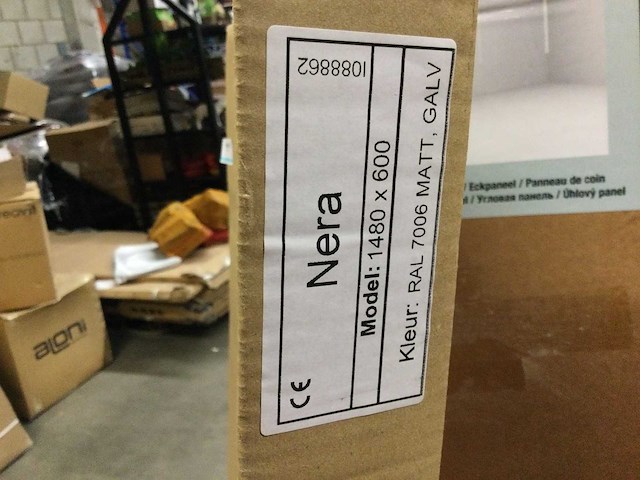 I088862
Nera
Model: 1480 x 600
Kleur: RAL 7006 MATT, GALV
CE
/ Eckpaneel / Panneau de coin
/ Угловая панель / Úhlový panel
aloni